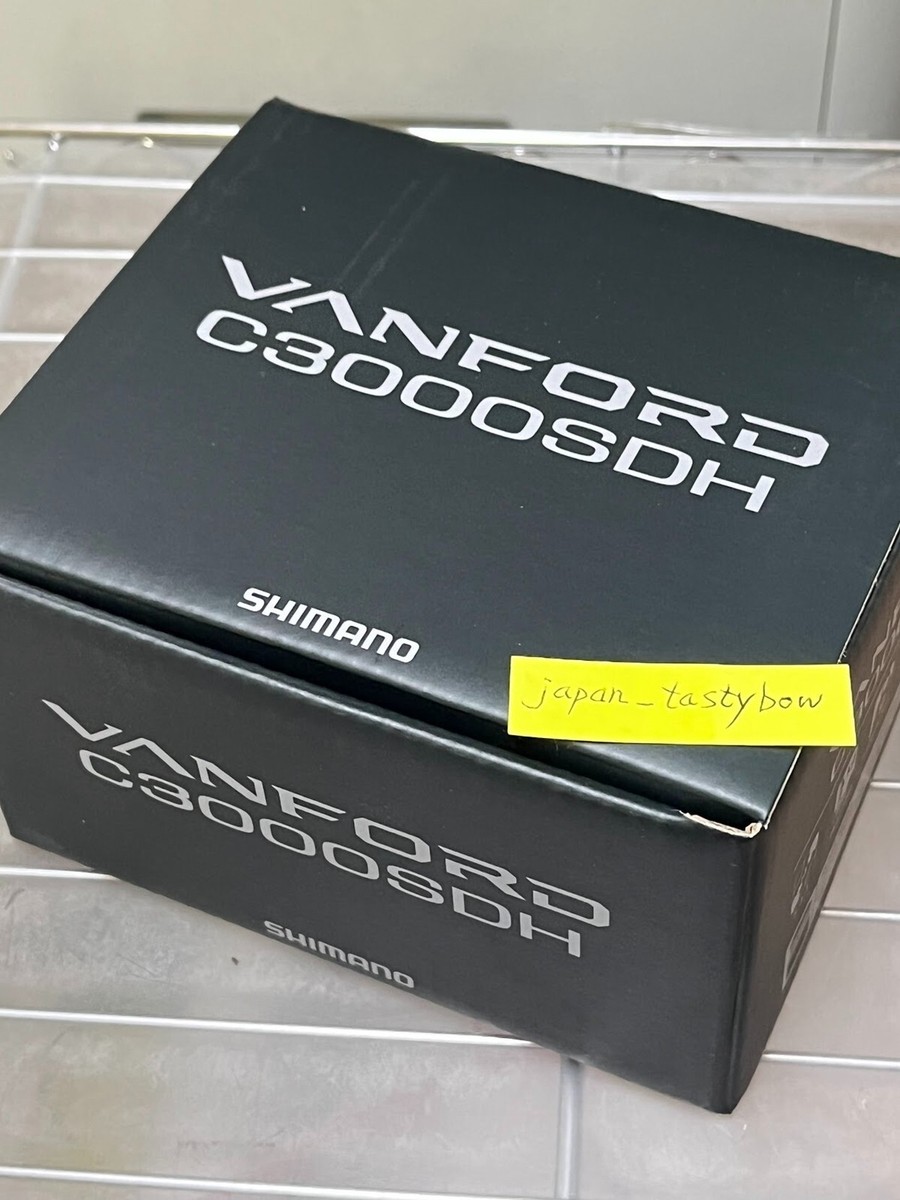 VANFORD
C3000SDH
SHIMANO
japan_tastybow
VANFORD
C3000SDH
SHIMANO